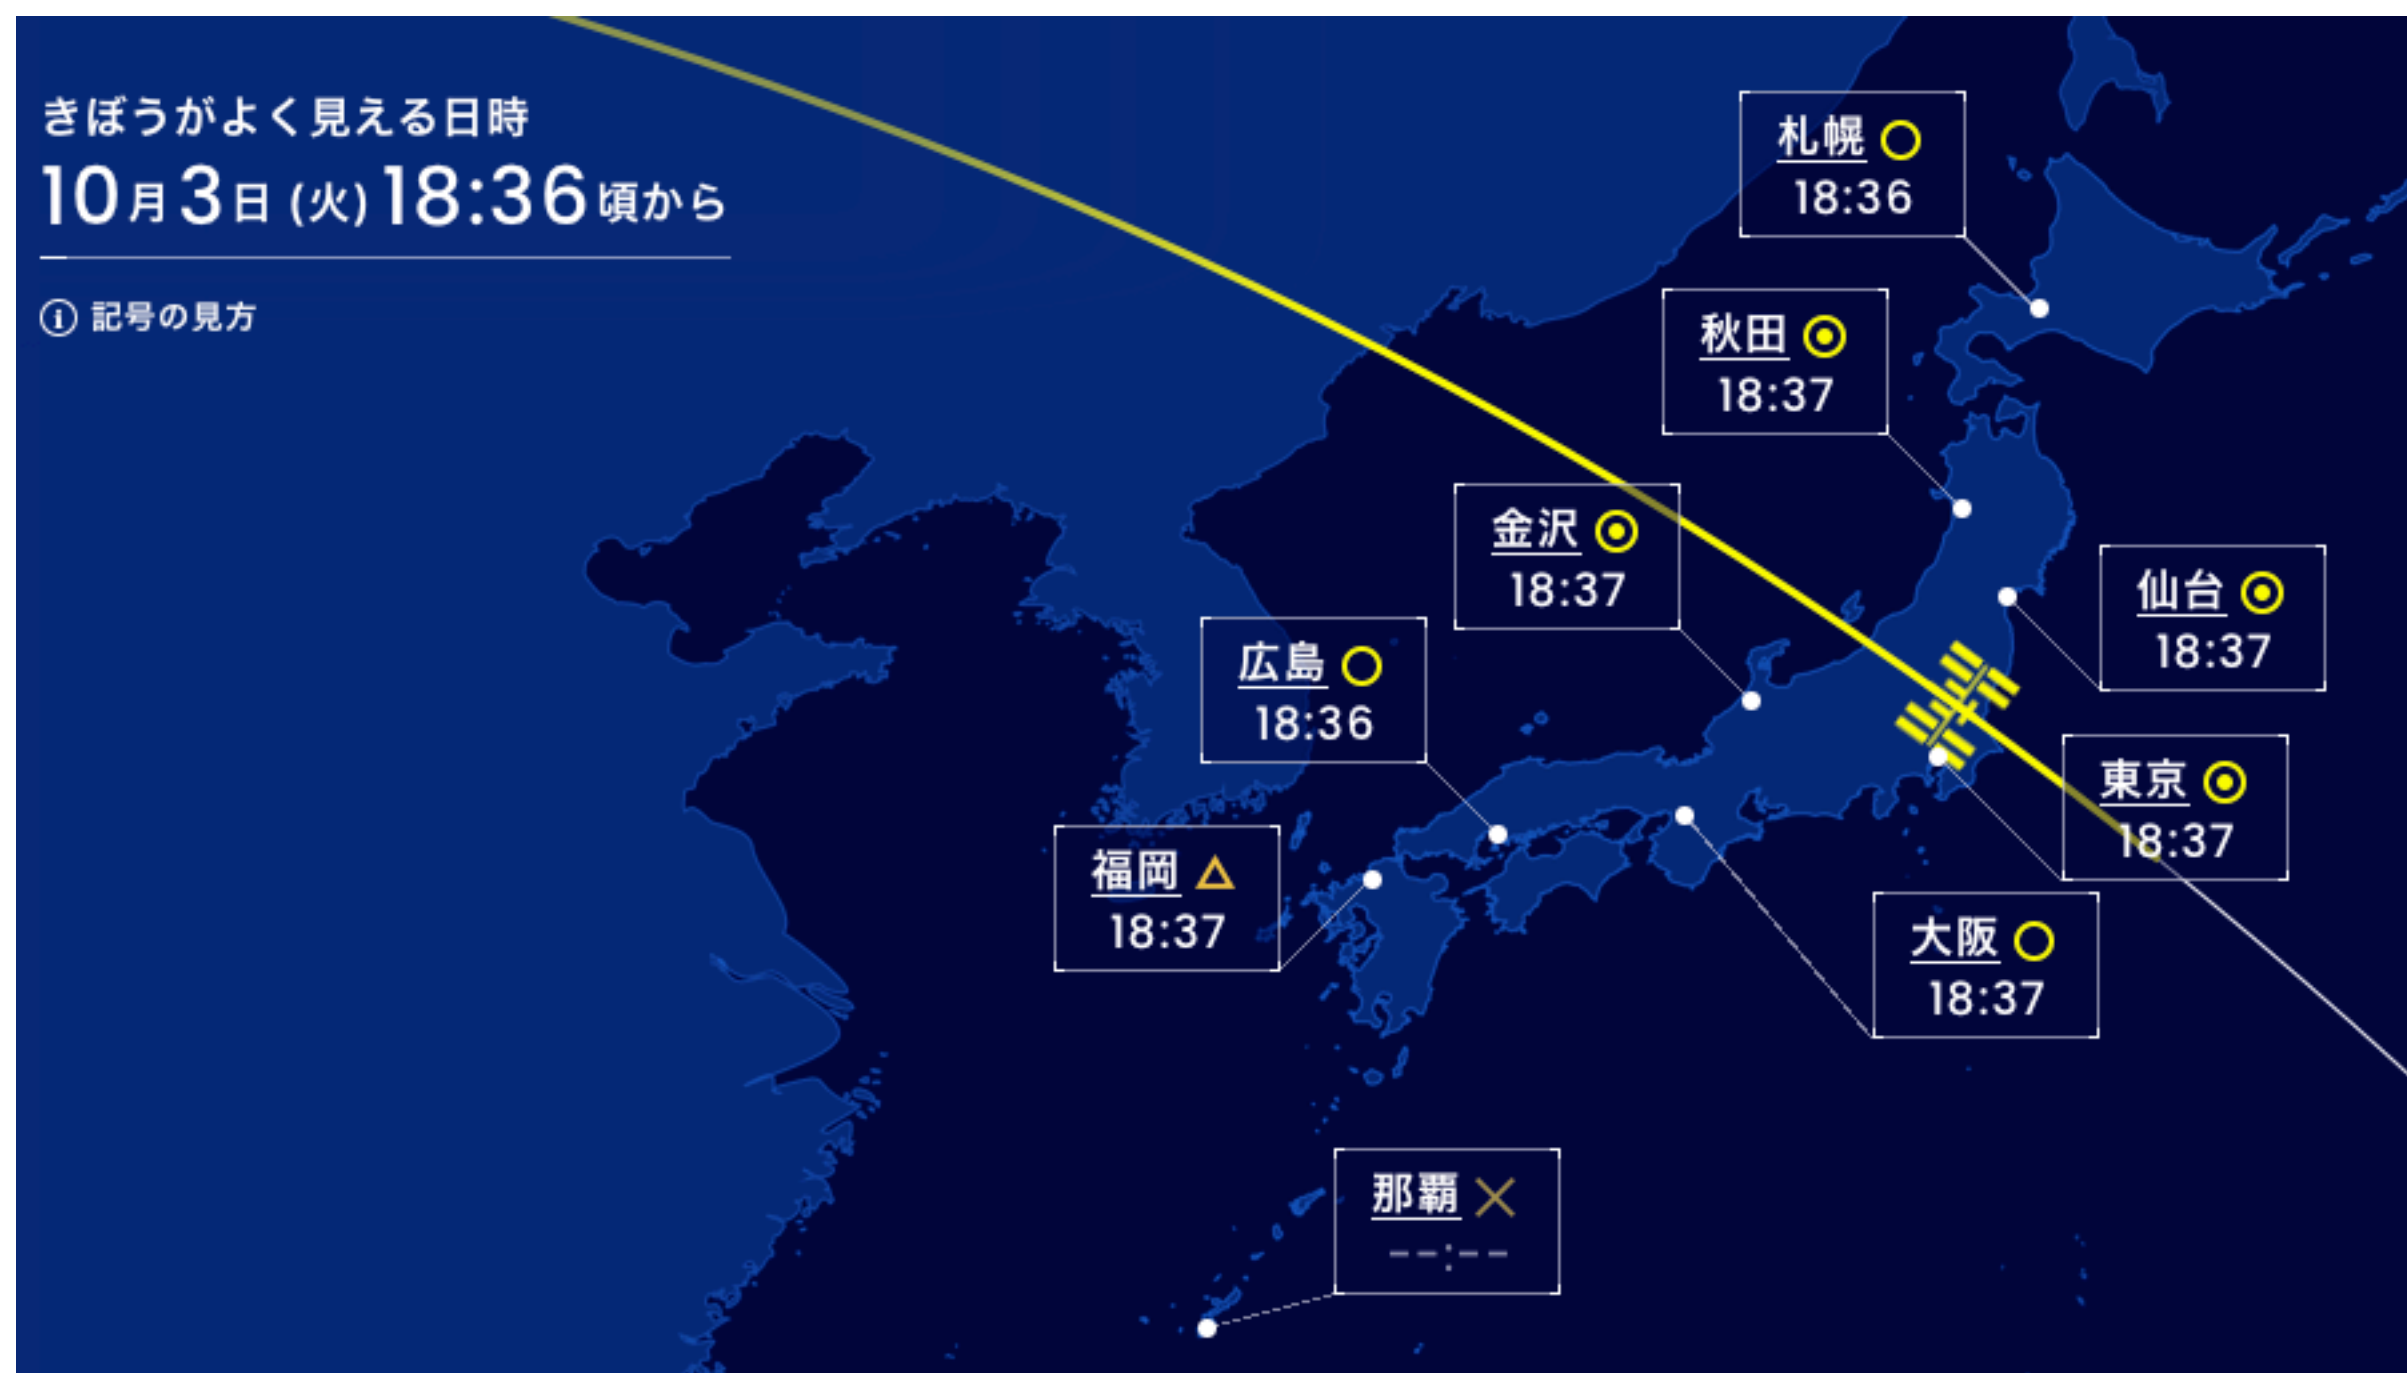 きぼうがよく見える日時
10月3日 (火) 18:36頃から
i 記号の見方
札幌 ○
18:36
秋田 ◎
18:37
金沢 ◎
18:37
仙台 ◎
18:37
広島 ○
18:36
東京 ◎
18:37
福岡 △
18:37
大阪 ○
18:37
那覇 ×
--:--